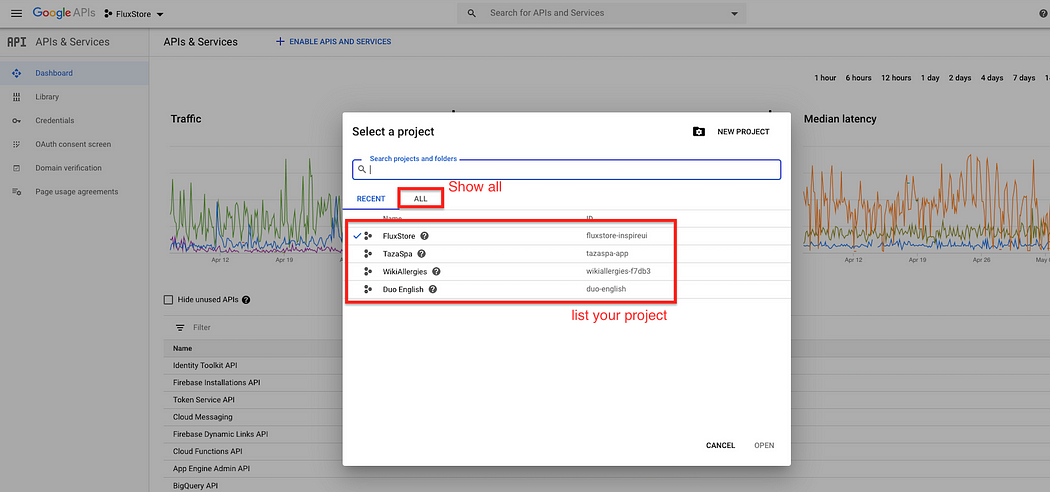 Google APIs FluxStore Search for APIs and Services
API APIs & Services
APIs & Services ENABLE APIS AND SERVICES
Dashboard
Library
Credentials
OAuth consent screen
Domain verification
Page usage agreements
1 hour 6 hours 12 hours 1 day 2 days 4 days 7 days
Traffic
Median latency
Apr 12 Apr 19
Apr 12 Apr 19 Apr 26
Select a project
NEW PROJECT
Search projects and folders
RECENT ALL
Show all
Name ID
FluxStore fluxstore-inspireui
TazaSpa tazaspa-app
WikiAllergies wikiallergies-f7db3
Duo English duo-english
list your project
CANCEL OPEN
Hide unused APIs
Filter
Name
Identity Toolkit API
Firebase Installations API
Token Service API
Cloud Messaging
Firebase Dynamic Links API
Cloud Functions API
App Engine Admin API
BigQuery API